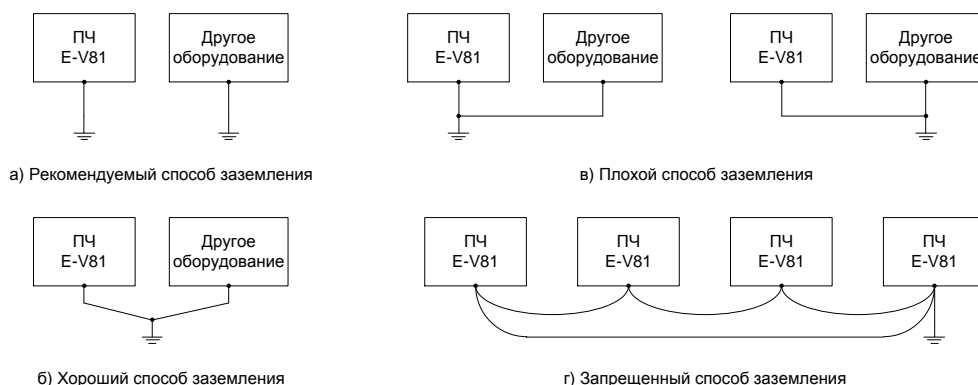 ПЧ
E-V81
Другое
оборудование
а) Рекомендуемый способ заземления
ПЧ
E-V81
Другое
оборудование
ПЧ
E-V81
Другое
оборудование
в) Плохой способ заземления
ПЧ
E-V81
Другое
оборудование
б) Хороший способ заземления
ПЧ
E-V81
ПЧ
E-V81
ПЧ
E-V81
ПЧ
E-V81
г) Запрещенный способ заземления